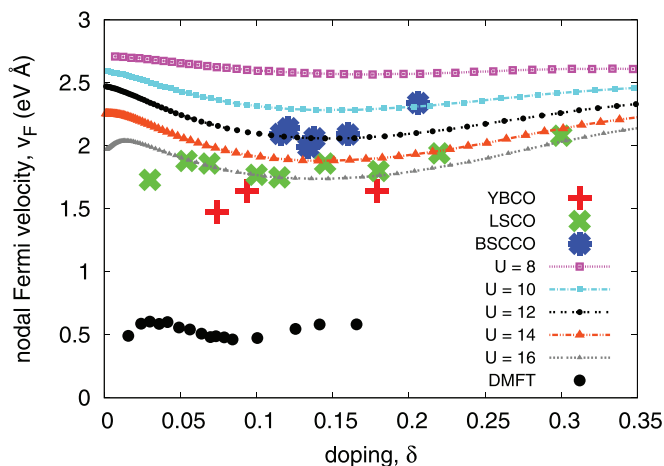 3
2.5
2
1.5
1
0.5
0
nodal Fermi velocity, v_F (eV Å)
YBCO
LSCO
BSCCO
U = 8
U = 10
U = 12
U = 14
U = 16
DMFT
0 0.05 0.1 0.15 0.2 0.25 0.3 0.35
doping, δ